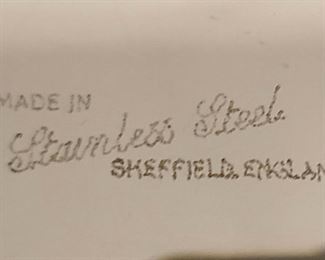 MADE IN
Stainless Steel
SHEFFIELD, ENGLAN